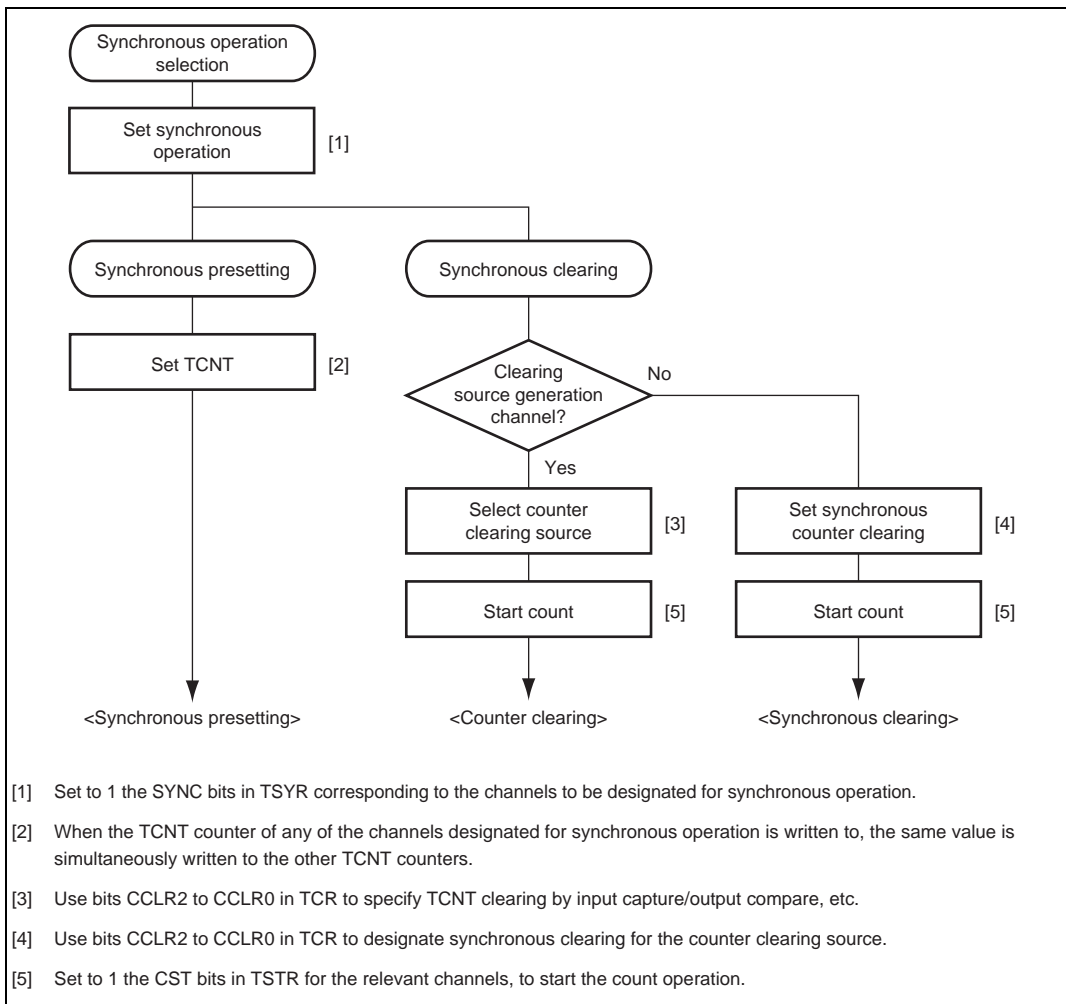 Synchronous operation
selection
Set synchronous
operation
[1]
Synchronous presetting
Synchronous clearing
Set TCNT
[2]
Clearing
source generation
channel?
No
Yes
Select counter
clearing source
[3]
Set synchronous
counter clearing
[4]
Start count
[5]
Start count
[5]
<Synchronous presetting>
<Counter clearing>
<Synchronous clearing>
[1] Set to 1 the SYNC bits in TSYR corresponding to the channels to be designated for synchronous operation.
[2] When the TCNT counter of any of the channels designated for synchronous operation is written to, the same value is
simultaneously written to the other TCNT counters.
[3] Use bits CCLR2 to CCLR0 in TCR to specify TCNT clearing by input capture/output compare, etc.
[4] Use bits CCLR2 to CCLR0 in TCR to designate synchronous clearing for the counter clearing source.
[5] Set to 1 the CST bits in TSTR for the relevant channels, to start the count operation.